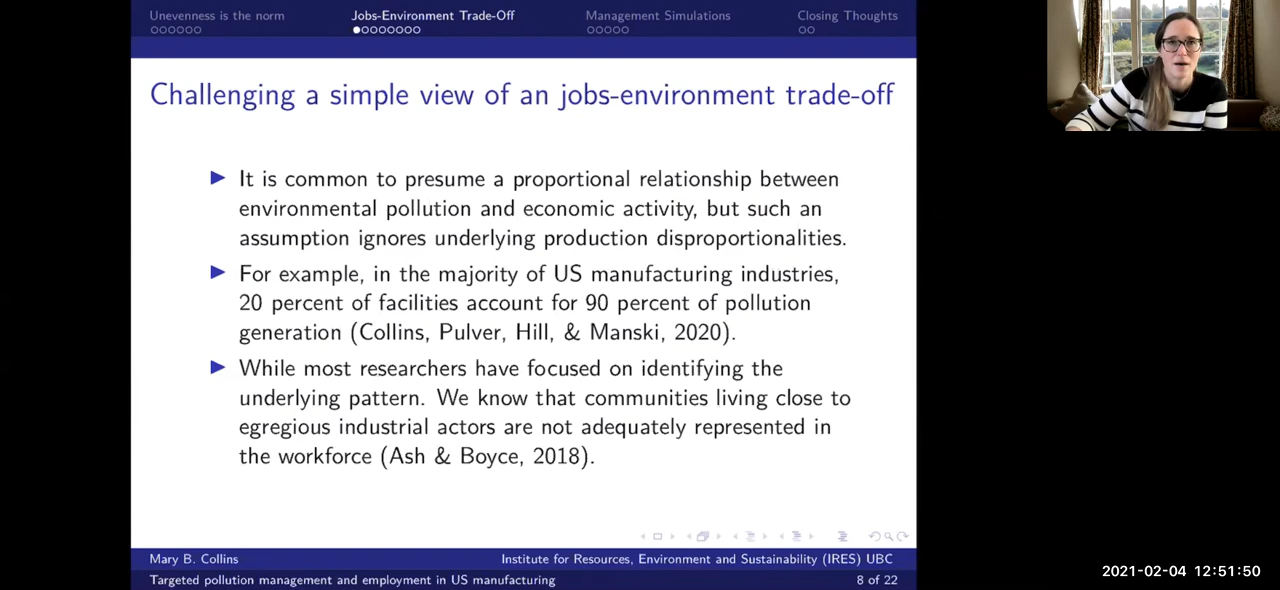 Unevenness is the norm
Jobs-Environment Trade-Off
Management Simulations
Closing Thoughts
Challenging a simple view of an jobs-environment trade-off
It is common to presume a proportional relationship between
environmental pollution and economic activity, but such an
assumption ignores underlying production disproportionalities.
For example, in the majority of US manufacturing industries,
20 percent of facilities account for 90 percent of pollution
generation (Collins, Pulver, Hill, & Manski, 2020).
While most researchers have focused on identifying the
underlying pattern. We know that communities living close to
egregious industrial actors are not adequately represented in
the workforce (Ash & Boyce, 2018).
Mary B. Collins
Institute for Resources, Environment and Sustainability (IRES) UBC
Targeted pollution management and employment in US manufacturing
8 of 22
2021-02-04 12:51:50